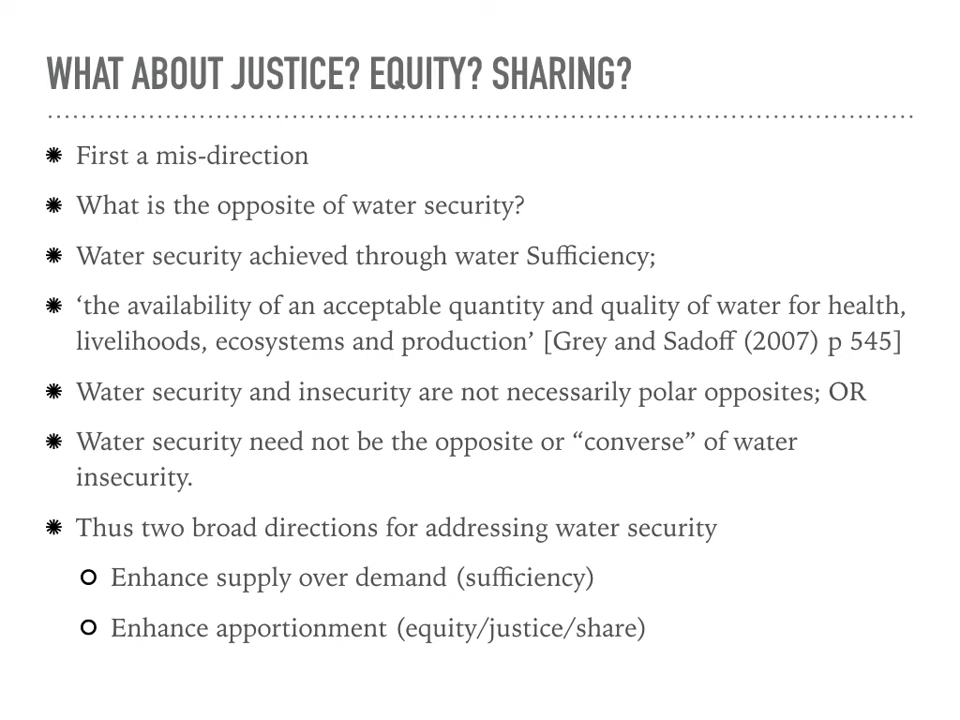 WHAT ABOUT JUSTICE? EQUITY? SHARING?
First a mis-direction
What is the opposite of water security?
Water security achieved through water Sufficiency;
‘the availability of an acceptable quantity and quality of water for health,
livelihoods, ecosystems and production’ [Grey and Sadoff (2007) p 545]
Water security and insecurity are not necessarily polar opposites; OR
Water security need not be the opposite or “converse” of water
insecurity.
Thus two broad directions for addressing water security
Enhance supply over demand (sufficiency)
Enhance apportionment (equity/justice/share)